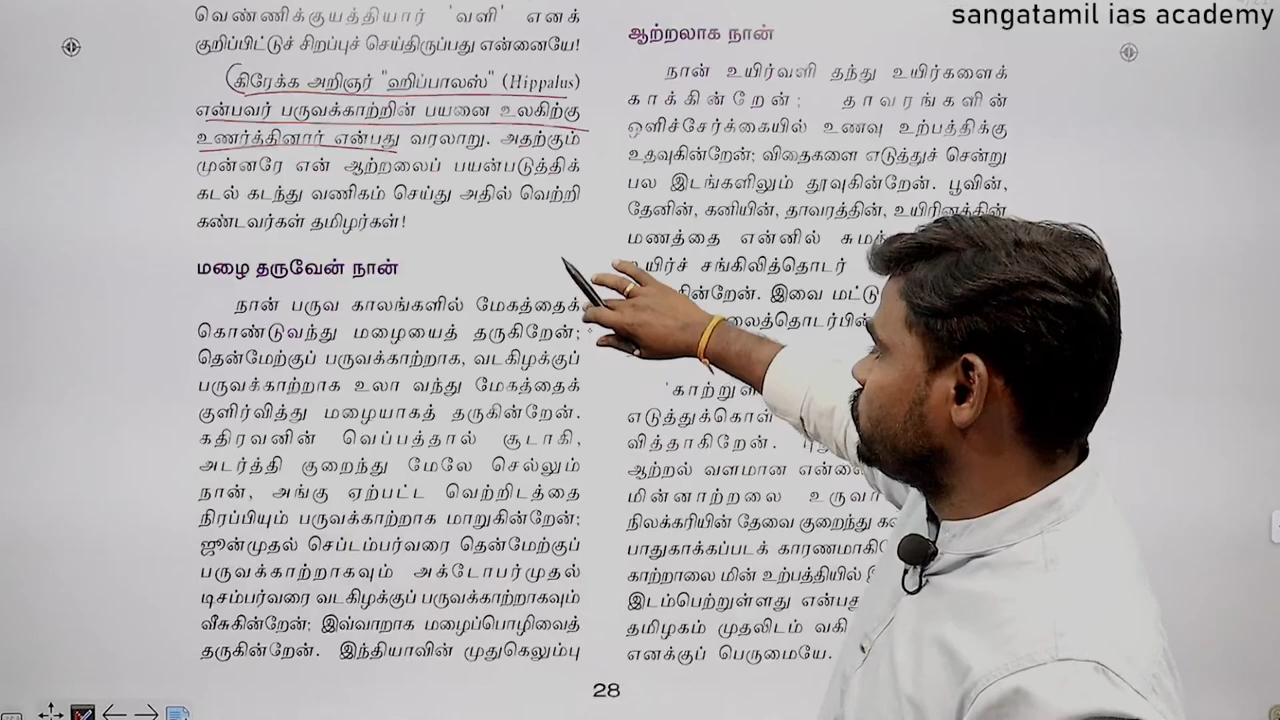 sangatamil ias academy
வெண்ணிக்குயத்தியார் 'வளி' எனக்
குறிப்பிட்டுச் சிறப்புச் செய்திருப்பது என்னையே!
கிரேக்க அறிஞர் "ஹிப்பாலஸ்" (Hippalus)
என்பவர் பருவக்காற்றின் பயனை உலகிற்கு
உணர்த்தினார் என்பது வரலாறு. அதற்கும்
முன்னரே என் ஆற்றலைப் பயன்படுத்திக்
கடல் கடந்து வணிகம் செய்து அதில் வெற்றி
கண்டவர்கள் தமிழர்கள்!
மழை தருவேன் நான்
நான் பருவ காலங்களில் மேகத்தைக்
கொண்டுவந்து மழையைத் தருகிறேன்;
தென்மேற்குப் பருவக்காற்றாக, வடகிழக்குப்
பருவக்காற்றாக உலா வந்து மேகத்தைக்
குளிர்வித்து மழையாகத் தருகின்றேன்.
கதிரவனின் வெப்பத்தால் சூடாகி,
அடர்த்தி குறைந்து மேலே செல்லும்
நான், அங்கு ஏற்பட்ட வெற்றிடத்தை
நிரப்பியும் பருவக்காற்றாக மாறுகின்றேன்;
ஜூன்முதல் செப்டம்பர்வரை தென்மேற்குப்
பருவக்காற்றாகவும் அக்டோபர்முதல்
டிசம்பர்வரை வடகிழக்குப் பருவக்காற்றாகவும்
வீசுகின்றேன்; இவ்வாறாக மழைப்பொழிவைத்
தருகின்றேன். இந்தியாவின் முதுகெலும்பு
ஆற்றலாக நான்
நான் உயிர்வளி தந்து உயிர்களைக்
காக்கின்றேன்; தாவரங்களின்
ஒளிச்சேர்க்கையில் உணவு உற்பத்திக்கு
உதவுகின்றேன்; விதைகளை எடுத்துச் சென்று
பல இடங்களிலும் தூவுகின்றேன். பூவின்,
தேனின், கனியின், தாவரத்தின், உயிரினத்தின்
மணத்தை என்னில்
உயிர்ச் சங்கிலித்தொடர்
இவை
'காற்று
வித்தாகிறேன்.
ஆற்றல் வளமான
மின்னாற்றலை
நிலக்கரியின் தேவை குறைந்து
பாதுகாக்கப்படக்
காற்றாலை மின் உற்பத்தியில்
இடம்பெற்றுள்ளது
தமிழகம் முதலிடம்
எனக்குப் பெருமையே.
28